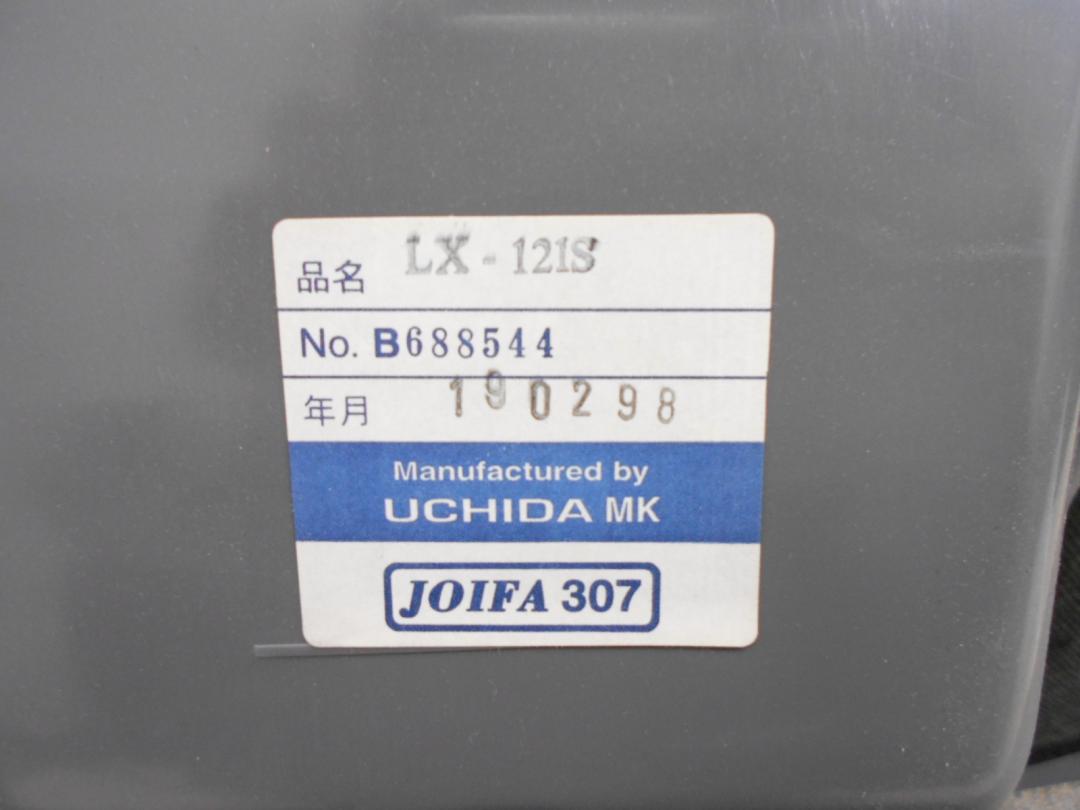 品名 LX-121S
No. B688544
年月 190298
Manufactured by
UCHIDA MK
JOIFA 307